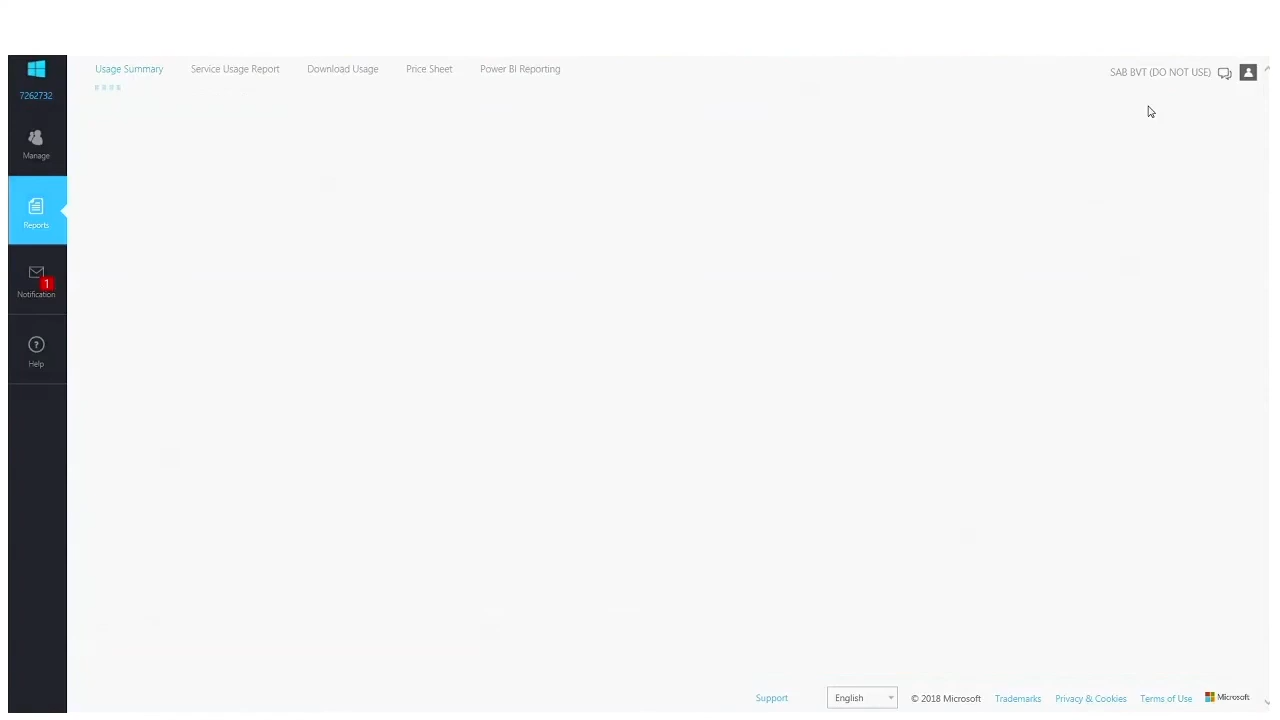 Usage Summary Service Usage Report Download Usage Price Sheet Power BI Reporting
SAB BVT (DO NOT USE)
7262732
Manage
Reports
1
Notification
?
Help
Support English © 2018 Microsoft Trademarks Privacy & Cookies Terms of Use Microsoft